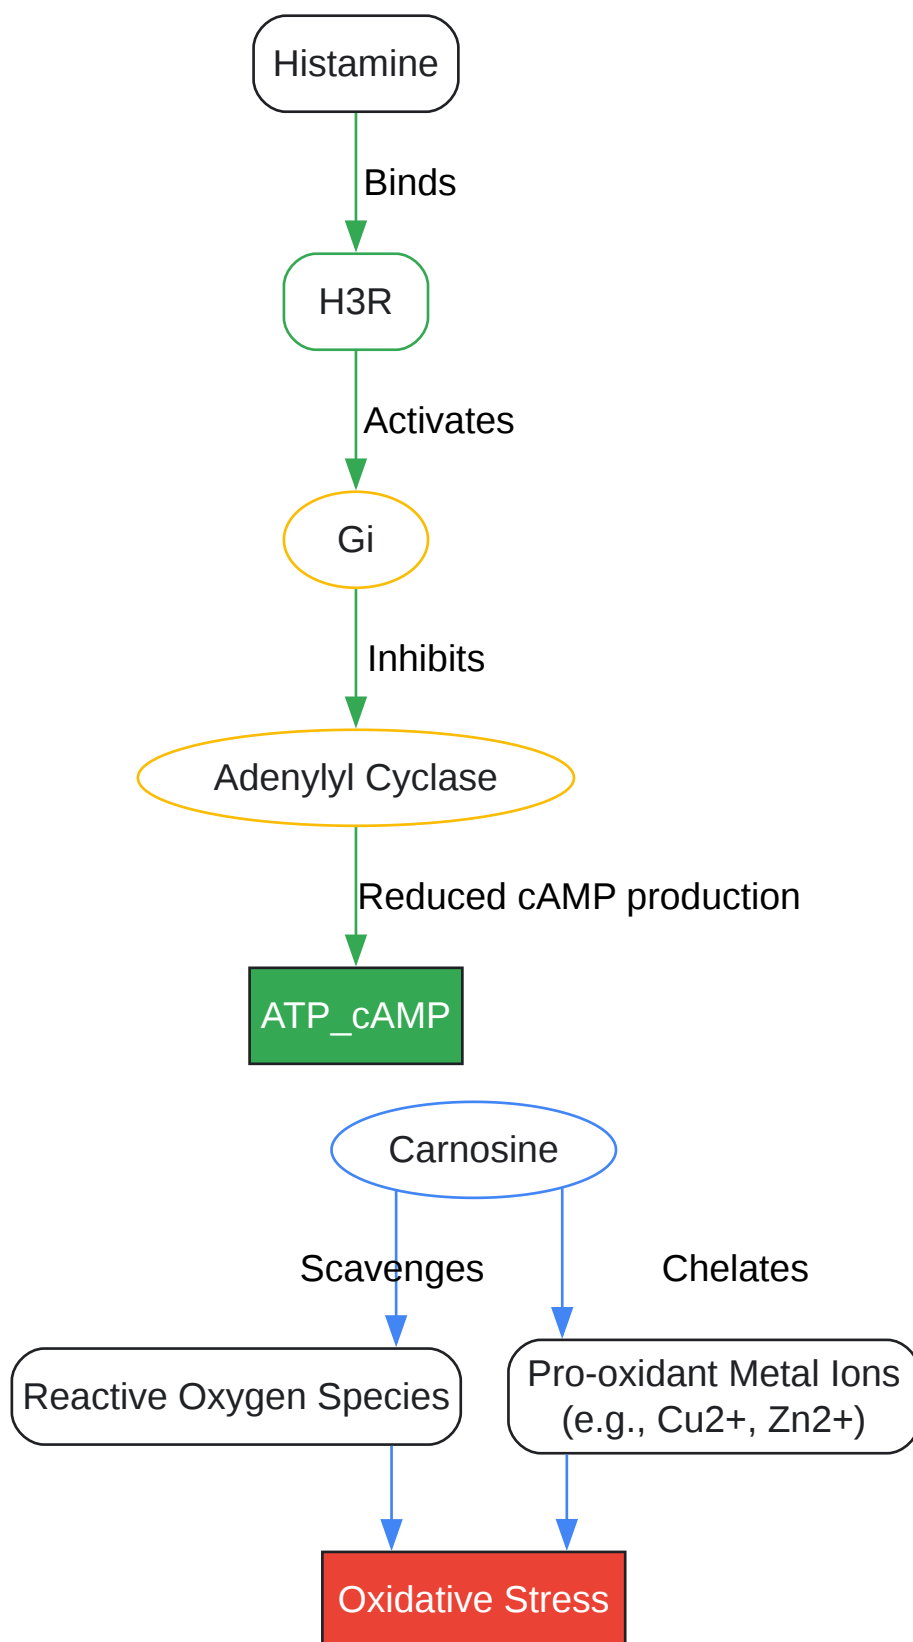 Histamine
Binds
H3R
Activates
Gi
Inhibits
Adenylyl Cyclase
Reduced cAMP production
ATP_cAMP
Carnosine
Scavenges
Chelates
Reactive Oxygen Species
Pro-oxidant Metal Ions
(e.g., Cu2+, Zn2+)
Oxidative Stress